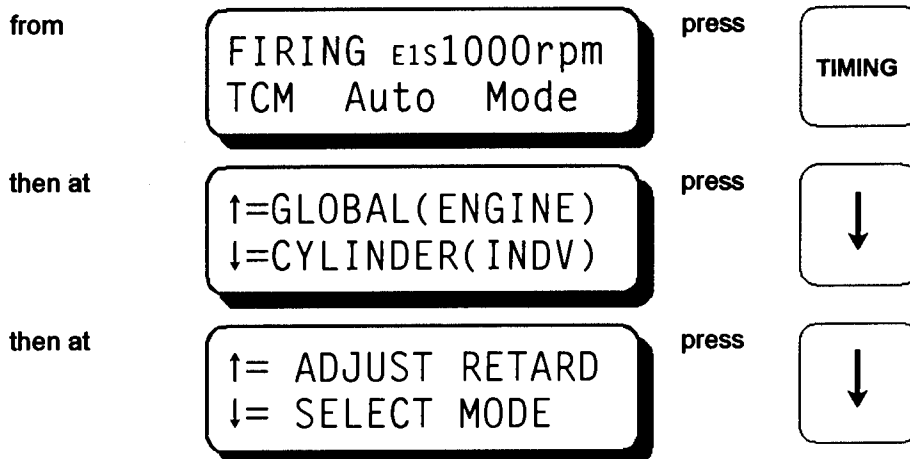 from
FIRING E1S1000rpm
TCM Auto Mode
press
TIMING
then at
↑=GLOBAL(ENGINE)
↓=CYLINDER(INDV)
press
↓
then at
↑= ADJUST RETARD
↓= SELECT MODE
press
↓